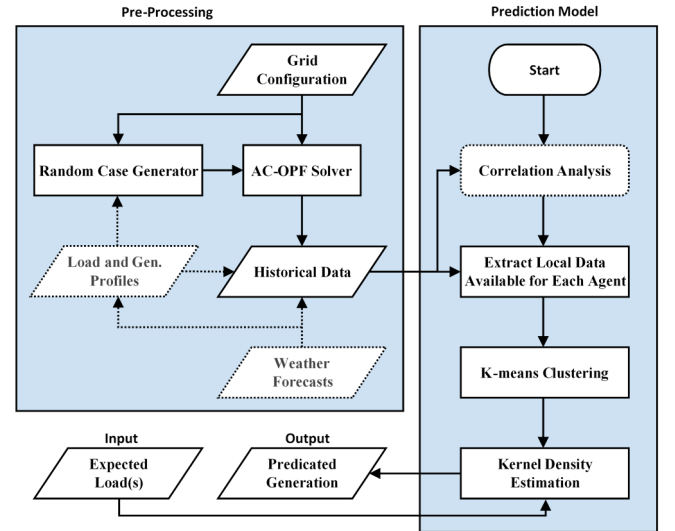 Pre-Processing
Prediction Model
Grid
Configuration
Start
Random Case Generator
AC-OPF Solver
Correlation Analysis
Load and Gen.
Profiles
Historical Data
Extract Local Data
Available for Each Agent
Weather
Forecasts
K-means Clustering
Input
Output
Expected
Load(s)
Predicated
Generation
Kernel Density
Estimation